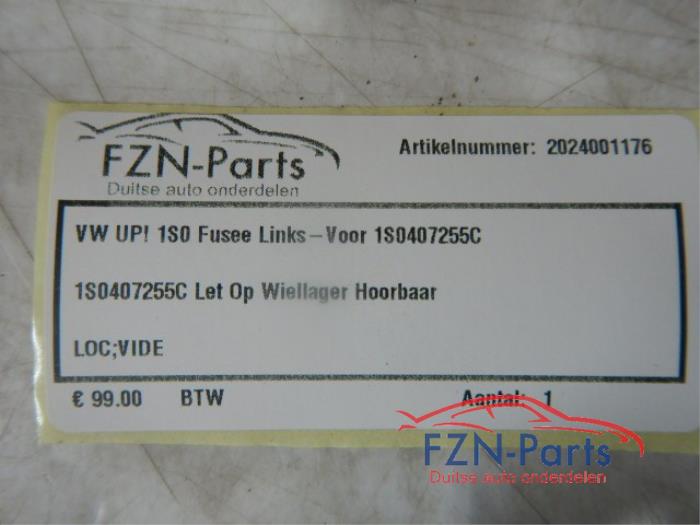 FZN-Parts
Duitse auto onderdelen
Artikelnummer: 2024001176
VW UP! 1S0 Fusee Links-Voor 1S0407255C
1S0407255C Let Op Wiellager Hoorbaar
LOC;VIDE
€ 99.00 BTW Aantal: 1
FZN-Parts
Duitse auto onderdelen